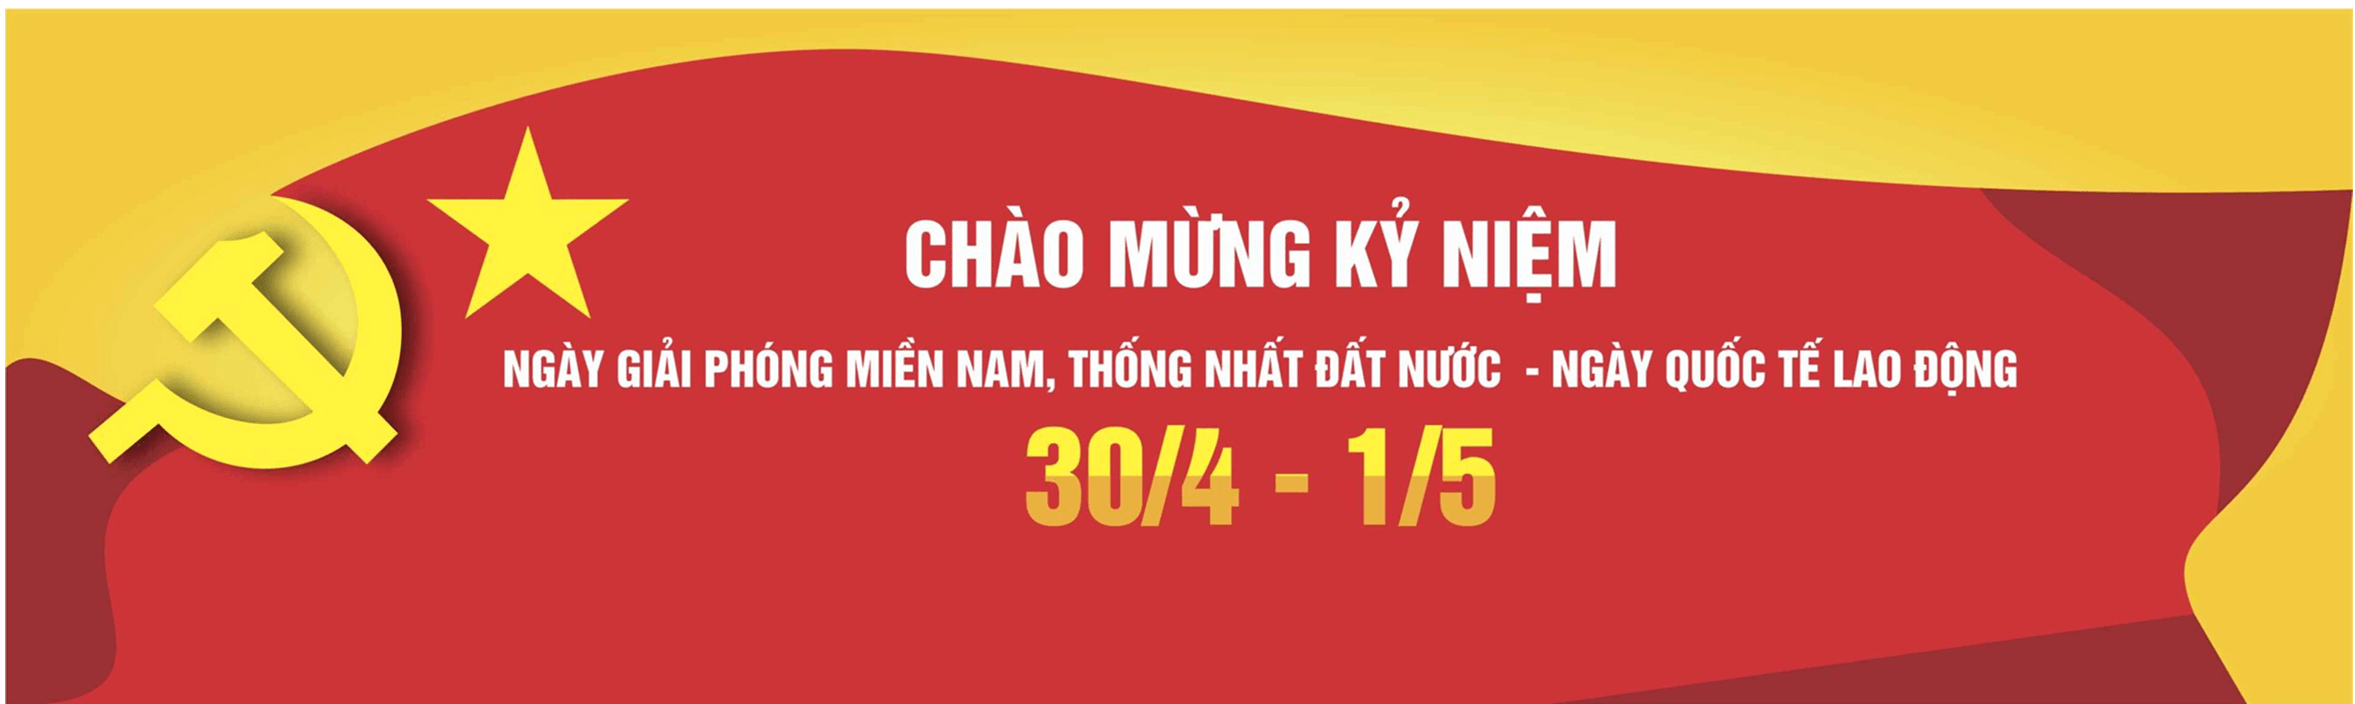 CHÀO MỪNG KỶ NIỆM
NGÀY GIẢI PHÓNG MIỀN NAM, THỐNG NHẤT ĐẤT NƯỚC - NGÀY QUỐC TẾ LAO ĐỘNG
30/4 - 1/5